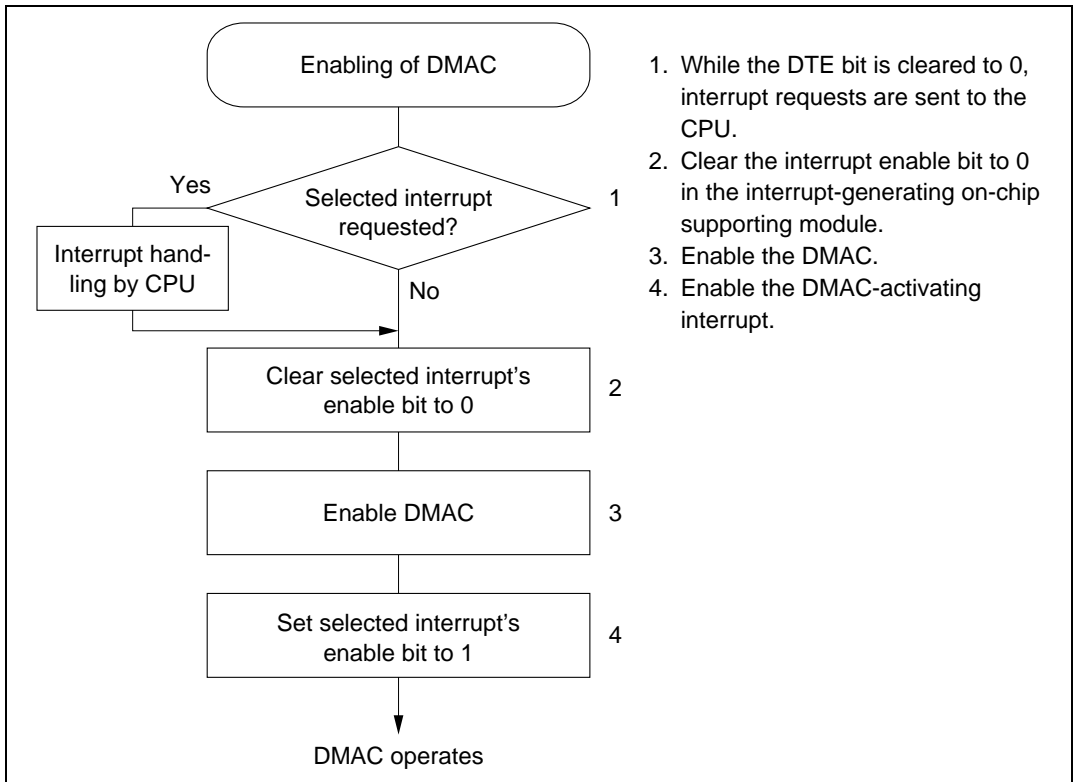 Enabling of DMAC
Selected interrupt
requested?
1
Yes
Interrupt hand-
ling by CPU
No
Clear selected interrupt's
enable bit to 0
2
Enable DMAC
3
Set selected interrupt's
enable bit to 1
4
DMAC operates
1. While the DTE bit is cleared to 0,
interrupt requests are sent to the
CPU.
2. Clear the interrupt enable bit to 0
in the interrupt-generating on-chip
supporting module.
3. Enable the DMAC.
4. Enable the DMAC-activating
interrupt.